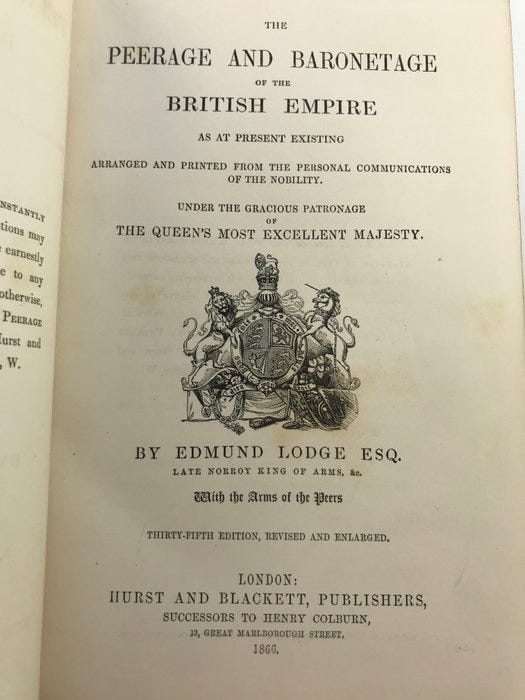 NSTANTLY
tions may
earnestly
e to any
otherwise,
PEERAGE
Hurst and
, W.
THE
PEERAGE AND BARONETAGE
OF THE
BRITISH EMPIRE
AS AT PRESENT EXISTING
ARRANGED AND PRINTED FROM THE PERSONAL COMMUNICATIONS
OF THE NOBILITY.
UNDER THE GRACIOUS PATRONAGE
OF
THE QUEEN'S MOST EXCELLENT MAJESTY.
BY EDMUND LODGE ESQ.
LATE NORROY KING OF ARMS, &c.
With the Arms of the Peers
THIRTY-FIFTH EDITION, REVISED AND ENLARGED.
LONDON:
HURST AND BLACKETT, PUBLISHERS,
SUCCESSORS TO HENRY COLBURN,
13, GREAT MARLBOROUGH STREET,
1866.